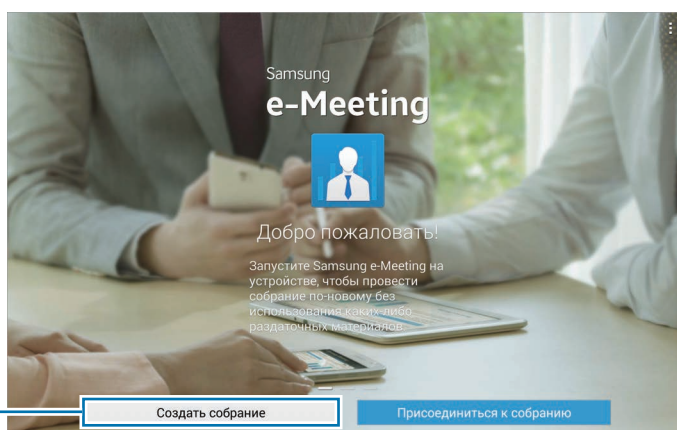 Samsung
e-Meeting
Добро пожаловать!
Запустите Samsung e-Meeting на
устройстве, чтобы провести
собрание по-новому без
использования каких-либо
раздаточных материалов.
Создать собрание
Присоединиться к собранию